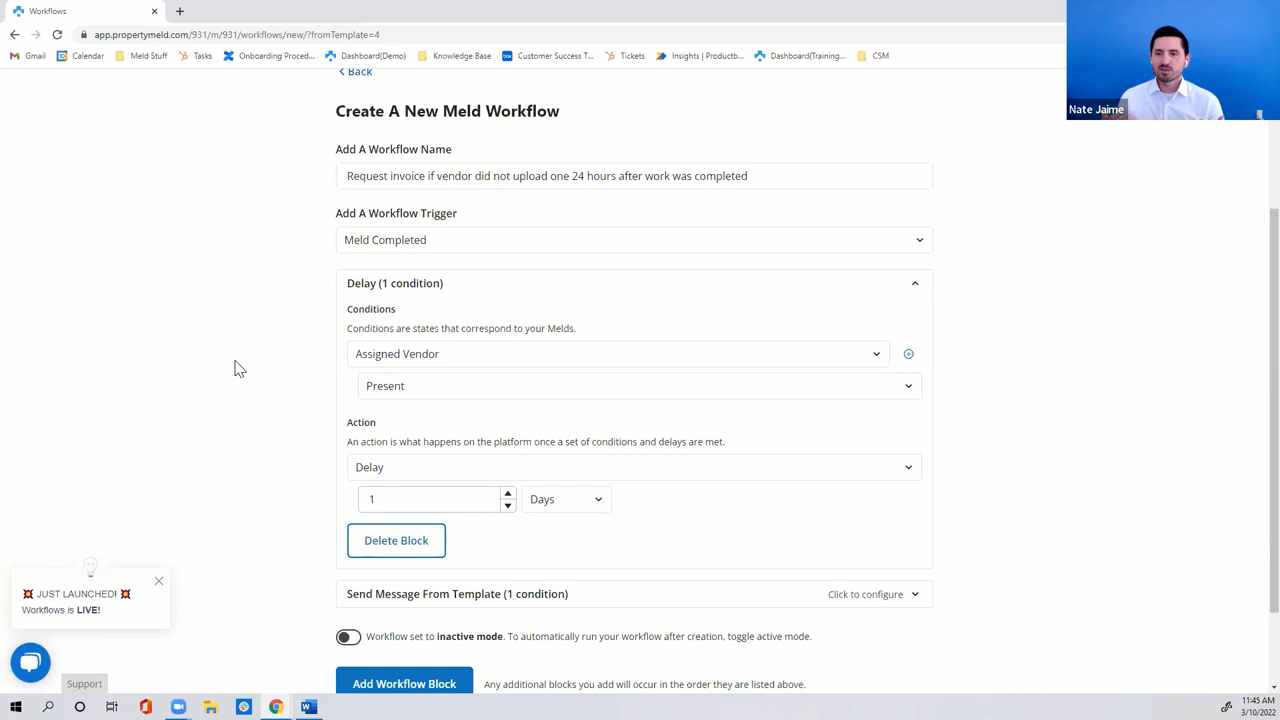 Workflows
app.propertymeld.com/931/m/931/workflows/new/?fromTemplate=4
Gmail Calendar Meld Stuff Tasks Onboarding Proced... Dashboard(Demo) Knowledge Base Customer Success T... Tickets Insights | Productb... Dashboard(Training... CSM
Nate Jaime
Back
Create A New Meld Workflow
Add A Workflow Name
Request invoice if vendor did not upload one 24 hours after work was completed
Add A Workflow Trigger
Meld Completed
Delay (1 condition)
Conditions
Conditions are states that correspond to your Melds.
Assigned Vendor
Present
Action
An action is what happens on the platform once a set of conditions and delays are met.
Delay
1 Days
Delete Block
JUST LAUNCHED!
Workflows is LIVE!
Send Message From Template (1 condition) Click to configure
Workflow set to inactive mode. To automatically run your workflow after creation, toggle active mode.
Add Workflow Block Any additional blocks you add will occur in the order they are listed above.
Support
11:45 AM
3/10/2022